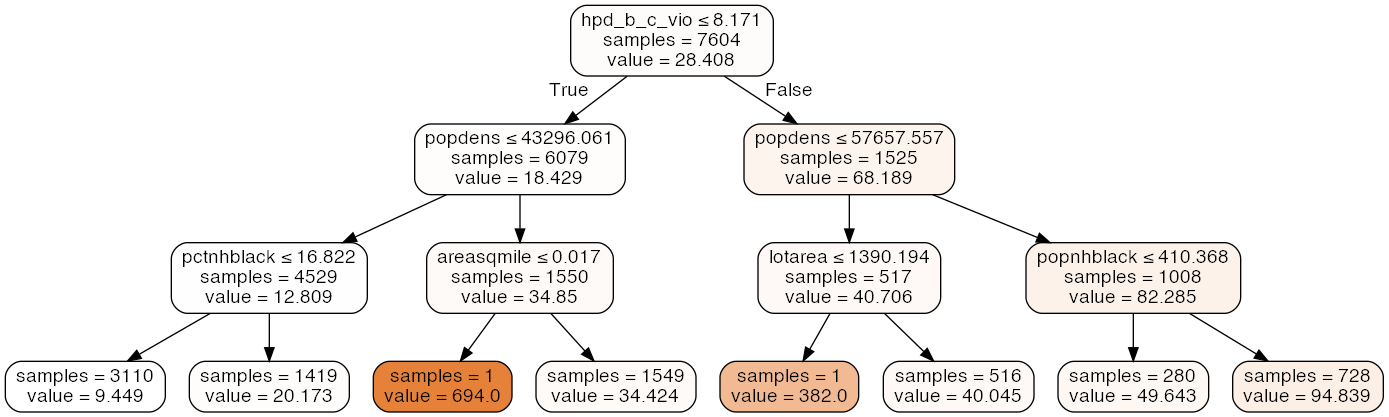 hpd_b_c_vio ≤ 8.171
samples = 7604
value = 28.408
True
False
popdens ≤ 43296.061
samples = 6079
value = 18.429
popdens ≤ 57657.557
samples = 1525
value = 68.189
pctnhblack ≤ 16.822
samples = 4529
value = 12.809
areasqmile ≤ 0.017
samples = 1550
value = 34.85
lotarea ≤ 1390.194
samples = 517
value = 40.706
popnhblack ≤ 410.368
samples = 1008
value = 82.285
samples = 3110
value = 9.449
samples = 1419
value = 20.173
samples = 1
value = 694.0
samples = 1549
value = 34.424
samples = 1
value = 382.0
samples = 516
value = 40.045
samples = 280
value = 49.643
samples = 728
value = 94.839